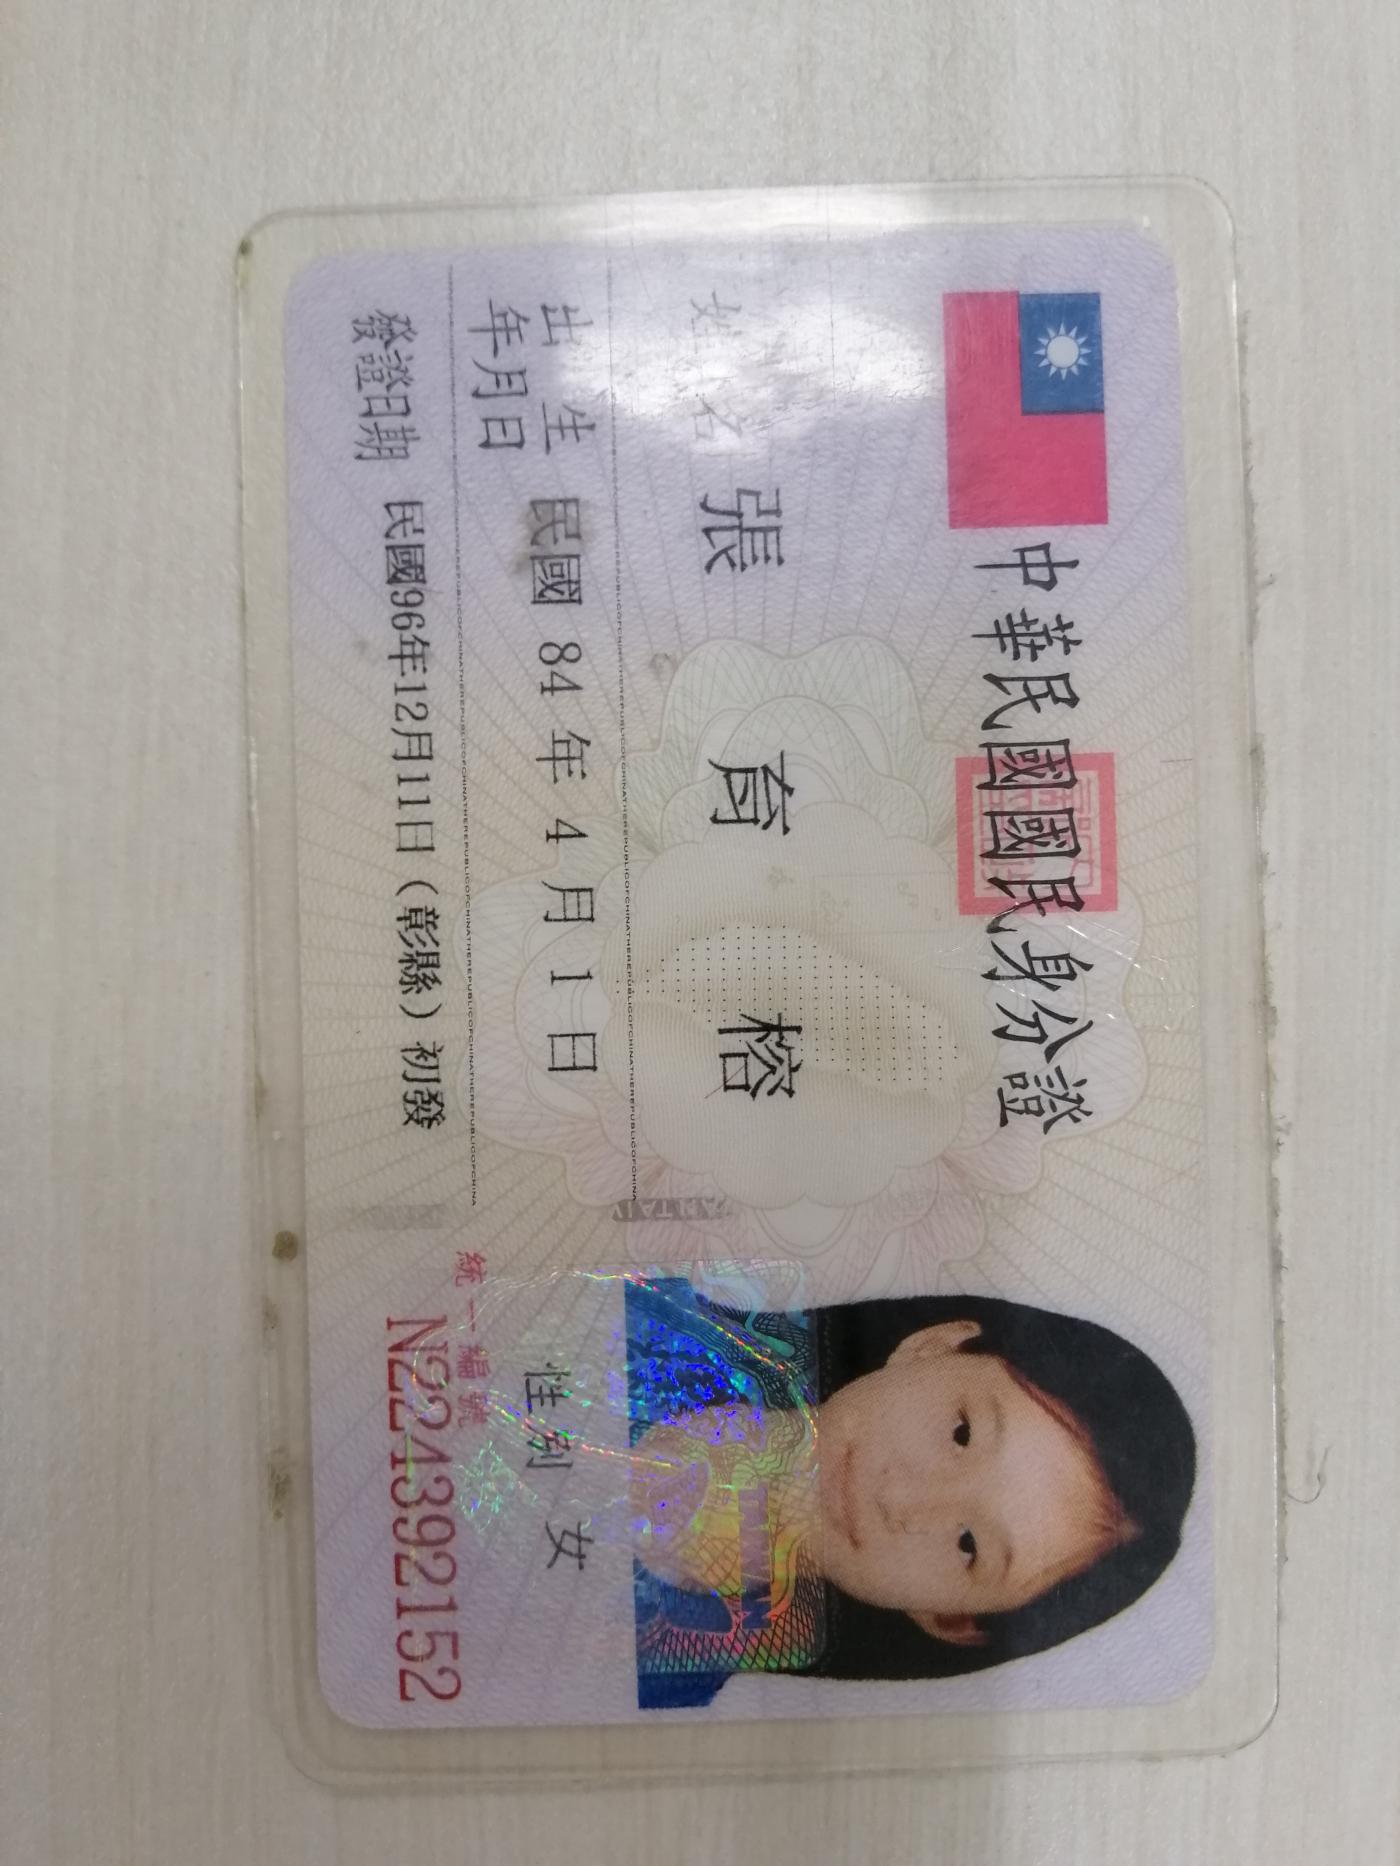 中華民國國民身分證
姓名 張 育 榕
出生
年月日 民國 84 年 4 月 1 日
性別 女
發證日期 民國96年12月11日（彰縣）初發
統一編號
N224392152
TAIWAN